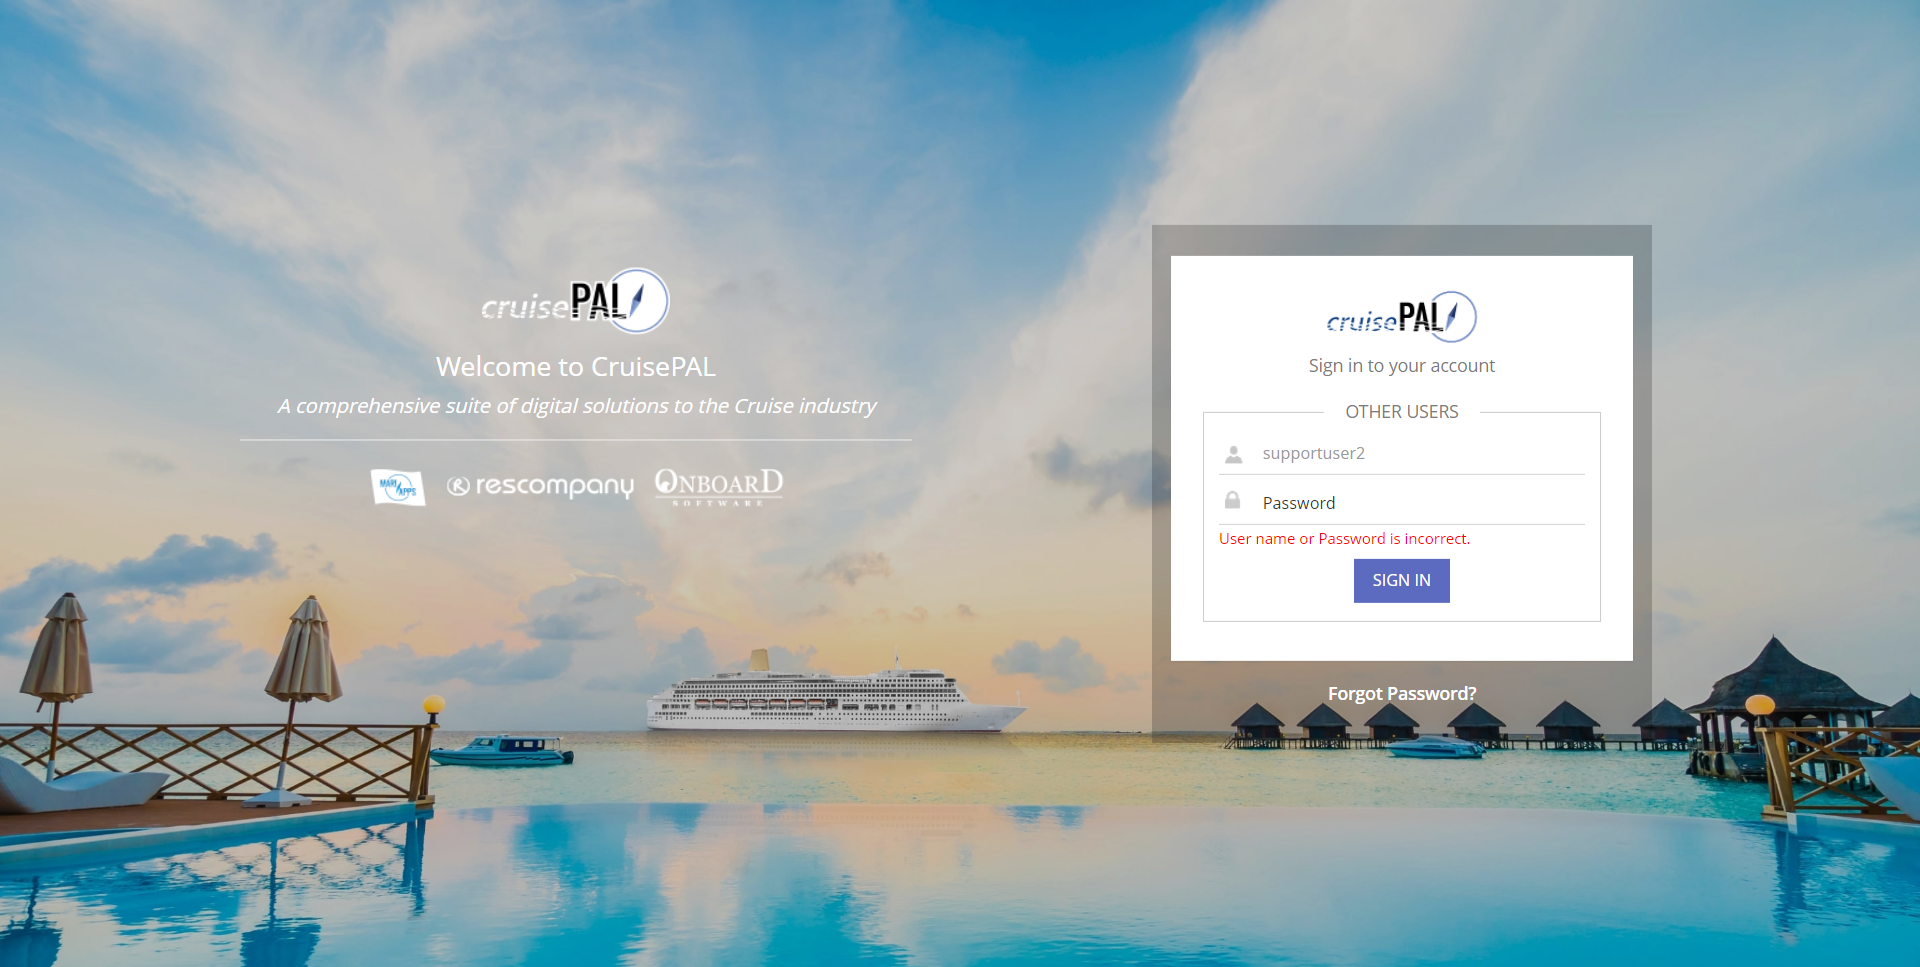 cruisePAL
Welcome to CruisePAL
A comprehensive suite of digital solutions to the Cruise industry
MARI APPS
rescompany
ONBOARD
SOFTWARE
cruisePAL
Sign in to your account
OTHER USERS
supportuser2
Password
User name or Password is incorrect.
SIGN IN
Forgot Password?